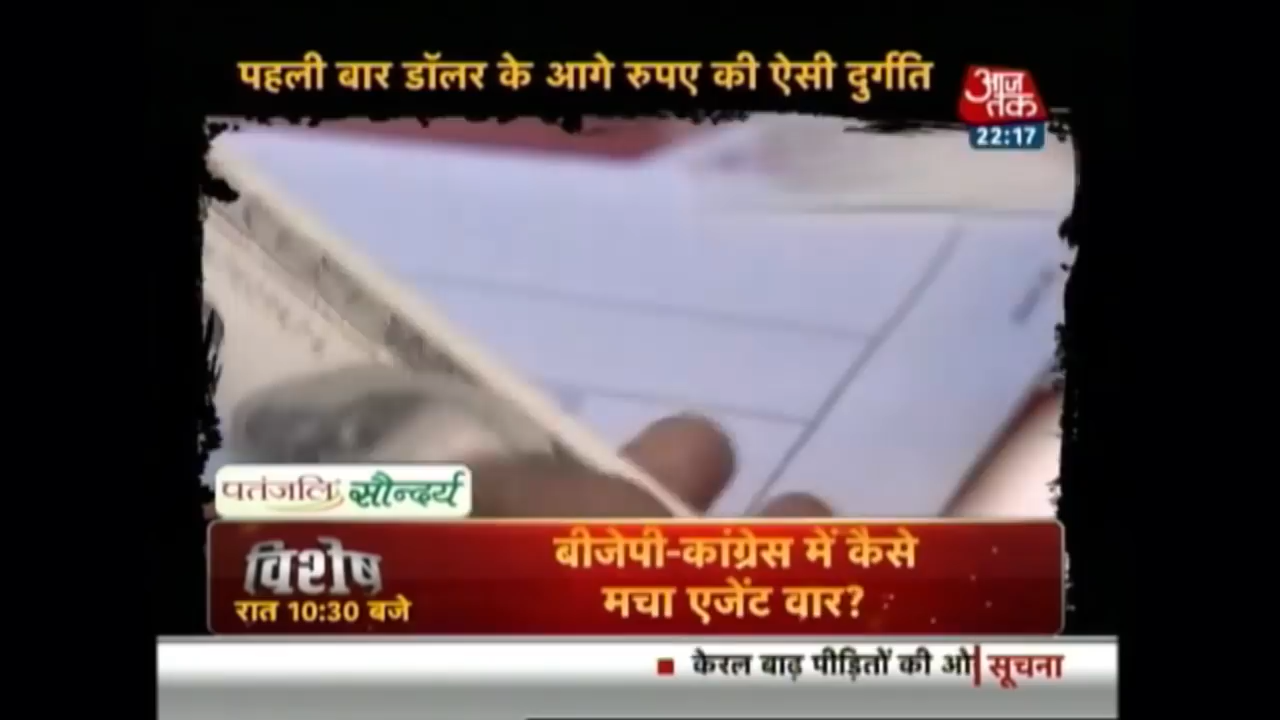 पहली बार डॉलर के आगे रुपए की ऐसी दुर्गति
आज
तक
22:17
पतंजलि सौन्दर्य
विशेष
रात 10:30 बजे
बीजेपी-कांग्रेस में कैसे
मचा एजेंट वार?
केरल बाढ़ पीड़ितों की ओ
सूचना